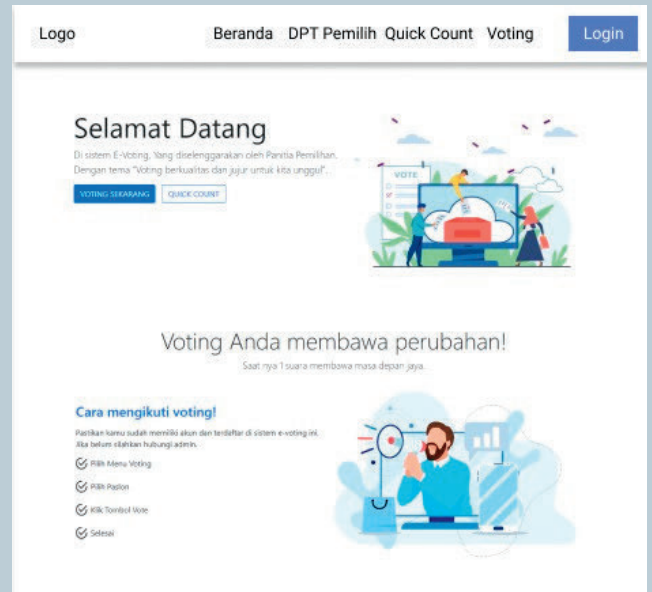 Logo
Beranda DPT Pemilih Quick Count Voting Login
Selamat Datang
Di sistem E-Voting, Yang diselenggarakan oleh Panitia Pemilihan.
Dengan tema "Voting berkualitas dan jujur untuk kita unggul".
VOTING SEKARANG QUICK COUNT
VOTE
Voting Anda membawa perubahan!
Saat nya 1 suara membawa masa depan jaya.
Cara mengikuti voting!
Pastikan kamu sudah memiliki akun dan terdaftar di sistem e-voting ini.
Jika belum silahkan hubungi admin.
Pilih Menu Voting
Pilih Paslon
Klik Tombol Vote
Selesai